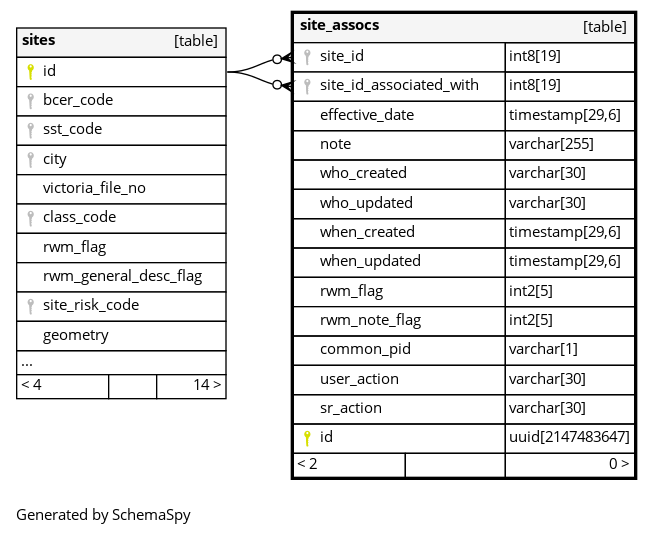 sites [table]
id
bcer_code
sst_code
city
victoria_file_no
class_code
rwm_flag
rwm_general_desc_flag
site_risk_code
geometry
...
< 4 14 >
site_assocs [table]
site_id int8[19]
site_id_associated_with int8[19]
effective_date timestamp[29,6]
note varchar[255]
who_created varchar[30]
who_updated varchar[30]
when_created timestamp[29,6]
when_updated timestamp[29,6]
rwm_flag int2[5]
rwm_note_flag int2[5]
common_pid varchar[1]
user_action varchar[30]
sr_action varchar[30]
id uuid[2147483647]
< 2 0 >
Generated by SchemaSpy